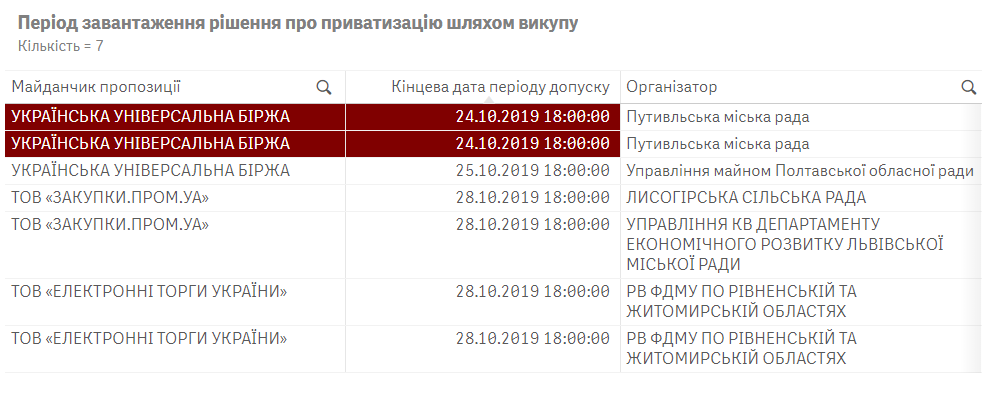 Період завантаження рішення про приватизацію шляхом викупу
Кількість = 7
Майданчик пропозиції Кінцева дата періоду допуску Організатор
УКРАЇНСЬКА УНІВЕРСАЛЬНА БІРЖА 24.10.2019 18:00:00 Путивльська міська рада
УКРАЇНСЬКА УНІВЕРСАЛЬНА БІРЖА 24.10.2019 18:00:00 Путивльська міська рада
УКРАЇНСЬКА УНІВЕРСАЛЬНА БІРЖА 25.10.2019 18:00:00 Управління майном Полтавської обласної ради
ТОВ «ЗАКУПКИ.ПРОМ.УА» 28.10.2019 18:00:00 ЛИСОГІРСЬКА СІЛЬСЬКА РАДА
ТОВ «ЗАКУПКИ.ПРОМ.УА» 28.10.2019 18:00:00 УПРАВЛІННЯ КВ ДЕПАРТАМЕНТУ
ЕКОНОМІЧНОГО РОЗВИТКУ ЛЬВІВСЬКОЇ
МІСЬКОЇ РАДИ
ТОВ «ЕЛЕКТРОННІ ТОРГИ УКРАЇНИ» 28.10.2019 18:00:00 РВ ФДМУ ПО РІВНЕНСЬКІЙ ТА
ЖИТОМИРСЬКІЙ ОБЛАСТЯХ
ТОВ «ЕЛЕКТРОННІ ТОРГИ УКРАЇНИ» 28.10.2019 18:00:00 РВ ФДМУ ПО РІВНЕНСЬКІЙ ТА
ЖИТОМИРСЬКІЙ ОБЛАСТЯХ